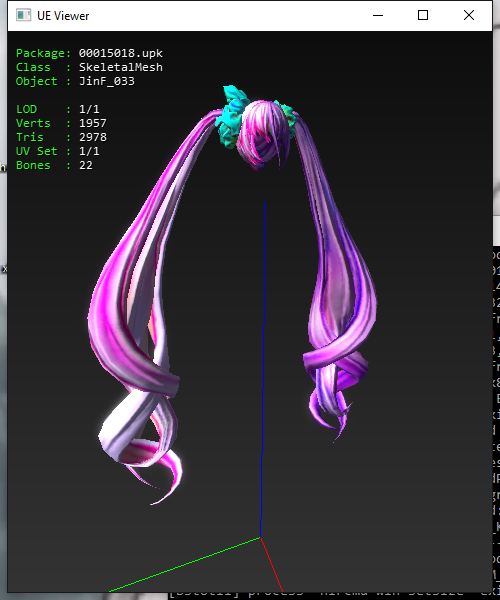 UE Viewer
Package: 00015018.upk
Class : SkeletalMesh
Object : JinF_033
LOD : 1/1
Verts : 1957
Tris : 2978
UV Set : 1/1
Bones : 22